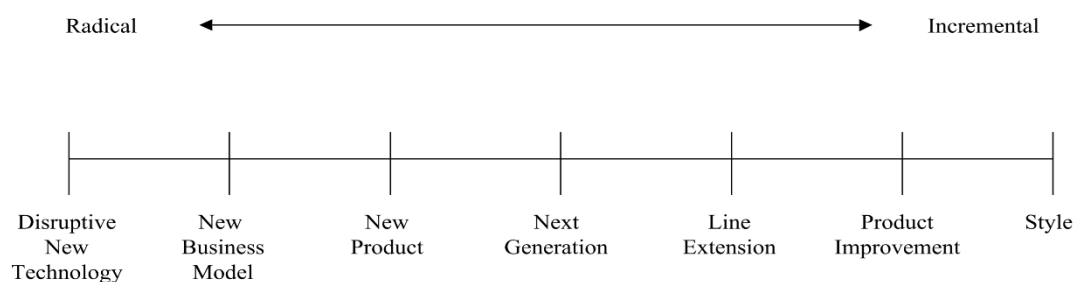 Radical Incremental
Disruptive New New Next Line Product Style
New Business Product Generation Extension Improvement
Technology Model